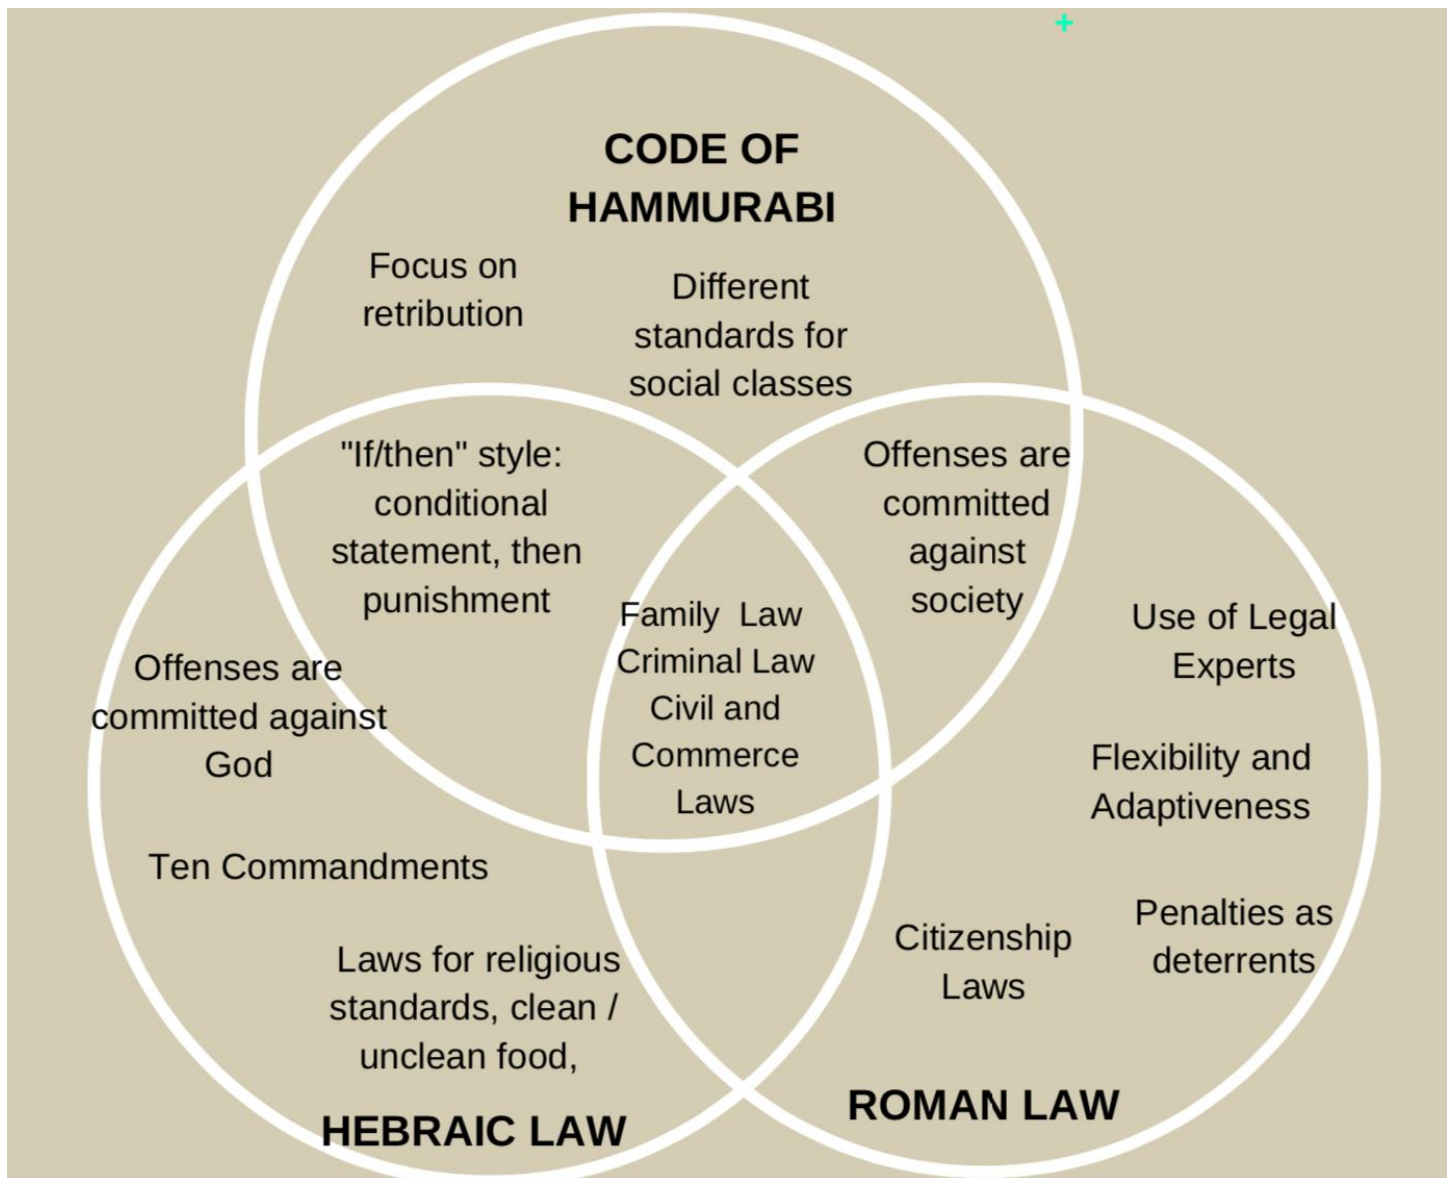 CODE OF
HAMMURABI
Focus on
retribution
Different
standards for
social classes
"If/then" style:
conditional
statement, then
punishment
Offenses are
committed
against
society
Family  Law
Criminal Law
Civil and
Commerce
Laws
Use of Legal
Experts
Offenses are
committed against
God
Flexibility and
Adaptiveness
Ten Commandments
Penalties as
deterrents
Citizenship
Laws
Laws for religious
standards, clean /
unclean food,
HEBRAIC LAW
ROMAN LAW